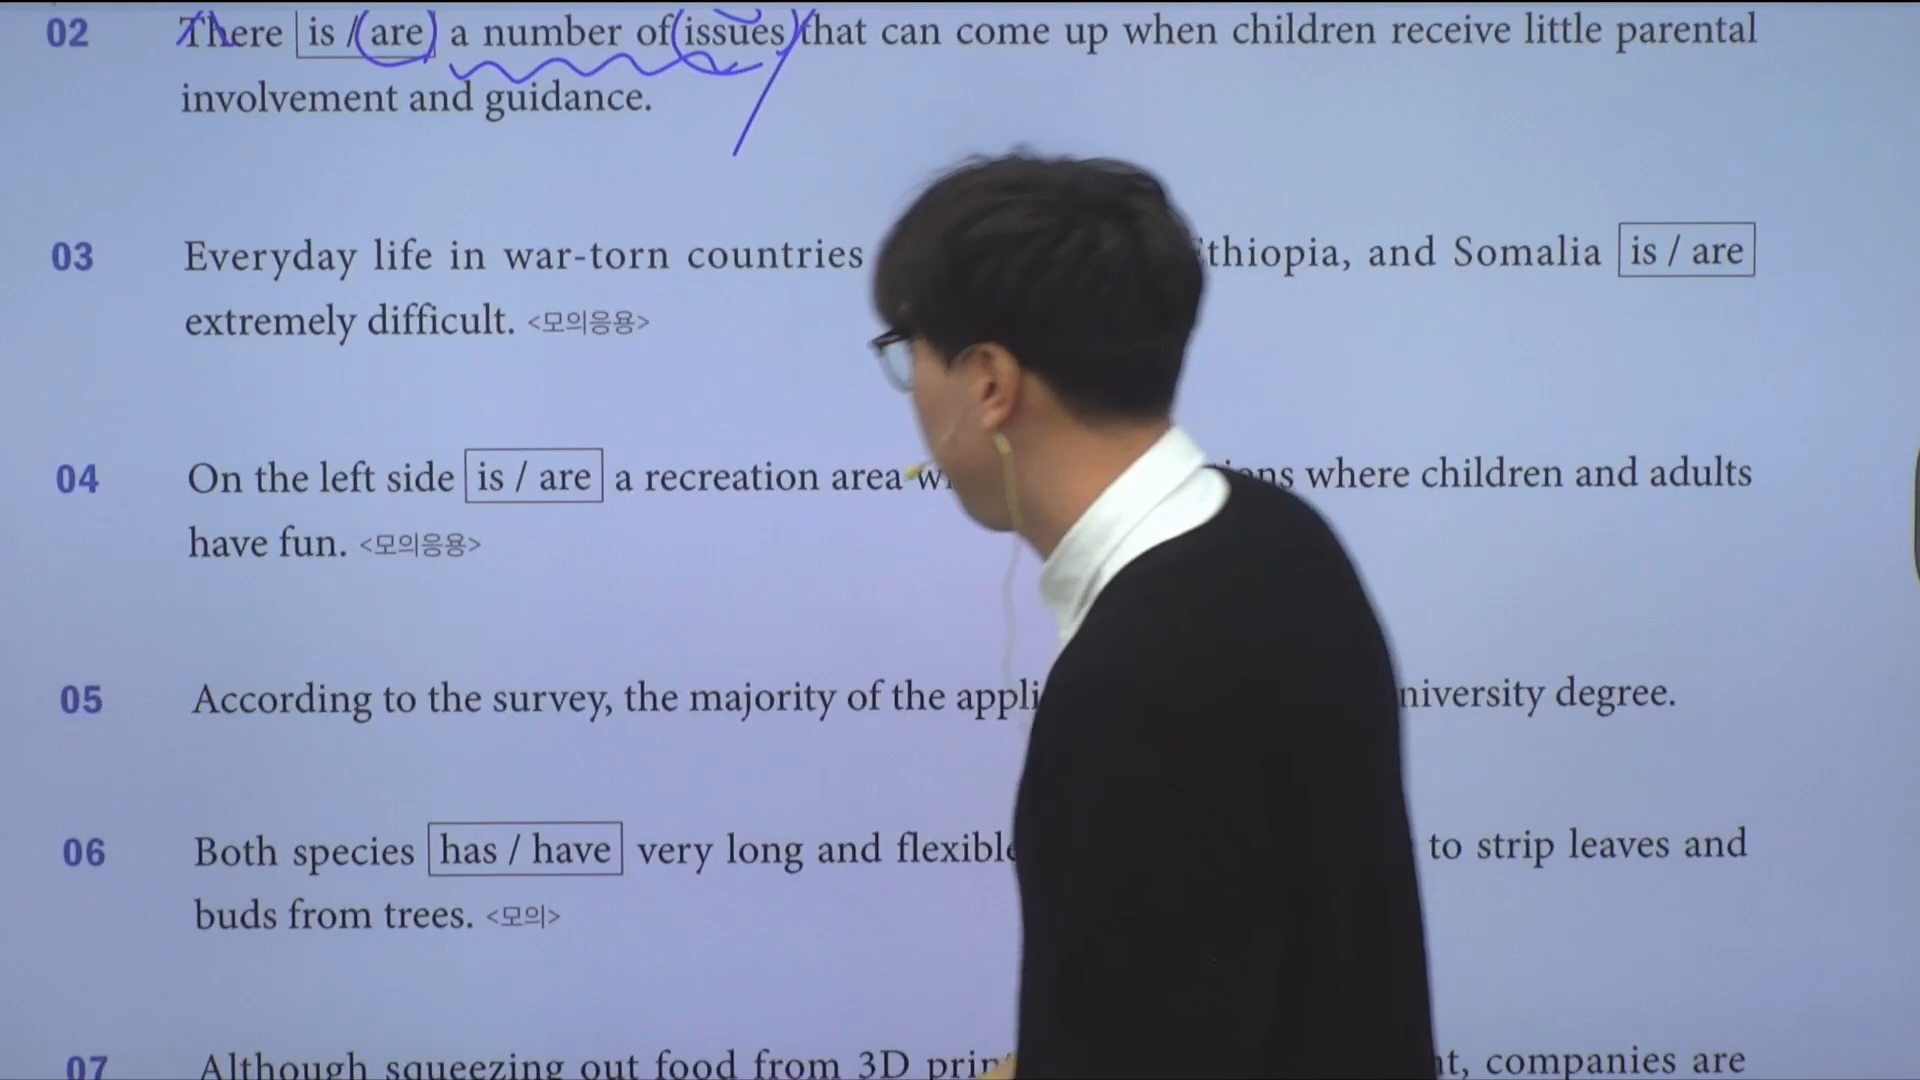 02 There is / are a number of issues that can come up when children receive little parental
involvement and guidance.
03 Everyday life in war-torn countries thiopia, and Somalia is / are
extremely difficult. <모의응용>
04 On the left side is / are a recreation area where children and adults
have fun. <모의응용>
05 According to the survey, the majority of the niversity degree.
06 Both species has / have very long and flexible to strip leaves and
buds from trees. <모의>
07 Although squeezing out food from 3D companies are